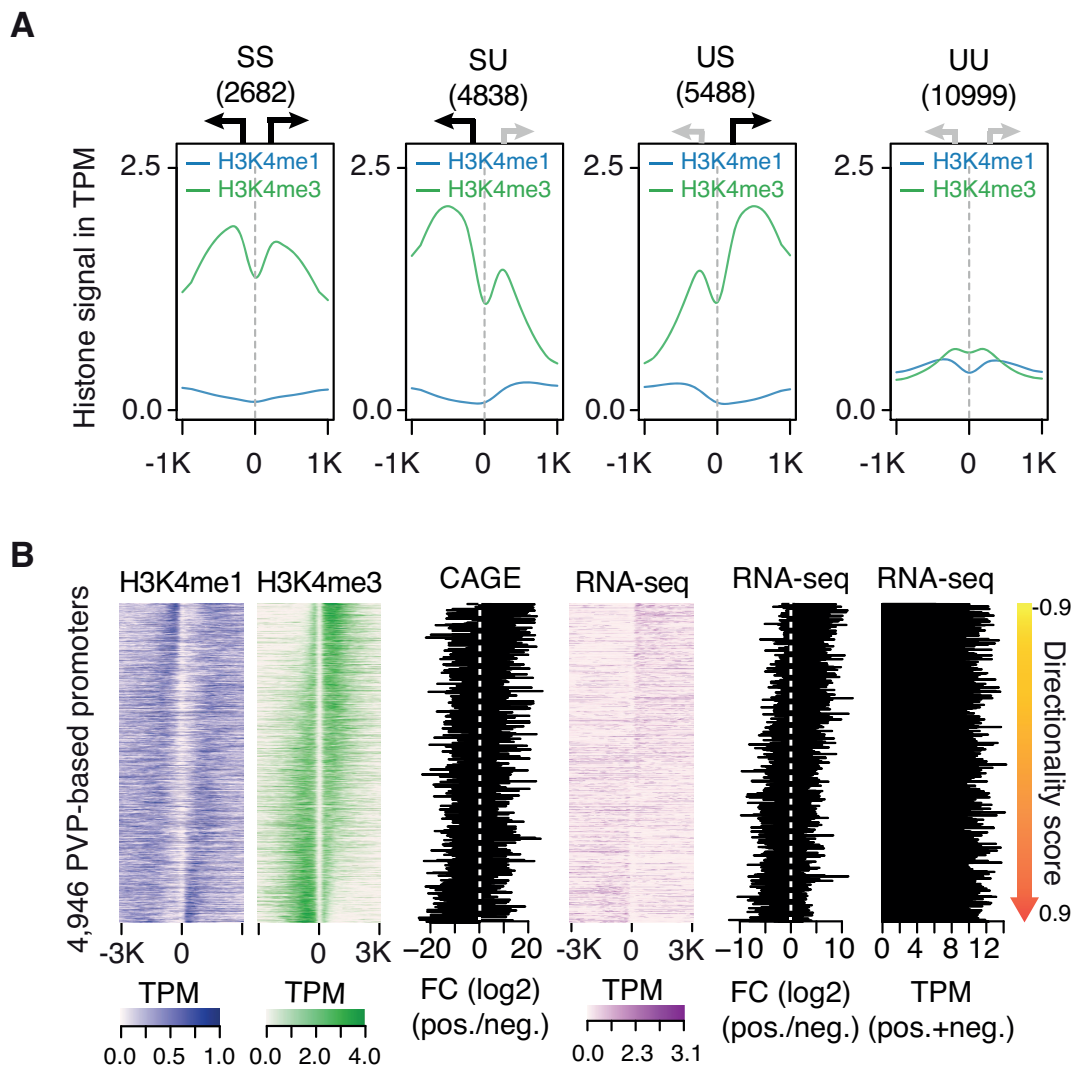 A
SS SU US UU
(2682) (4838) (5488) (10999)
Histone signal in TPM
2.5 H3K4me1 2.5 H3K4me1 2.5 H3K4me1 2.5 H3K4me1
H3K4me3 H3K4me3 H3K4me3 H3K4me3
0.0 0.0 0.0 0.0
-1K 0 1K -1K 0 1K -1K 0 1K -1K 0 1K
B
4,946 PVP-based promoters
H3K4me1 H3K4me3 CAGE RNA-seq RNA-seq RNA-seq
-0.9
Directionality score
0.9
-3K 0 0 3K −20 0 20 -3K 0 3K −10 0 10 0 4 8 12
TPM TPM FC (log2) TPM FC (log2) TPM
(pos./neg.) (pos./neg.) (pos.+neg.)
0.0 0.5 1.0 0.0 2.0 4.0 0.0 2.3 3.1